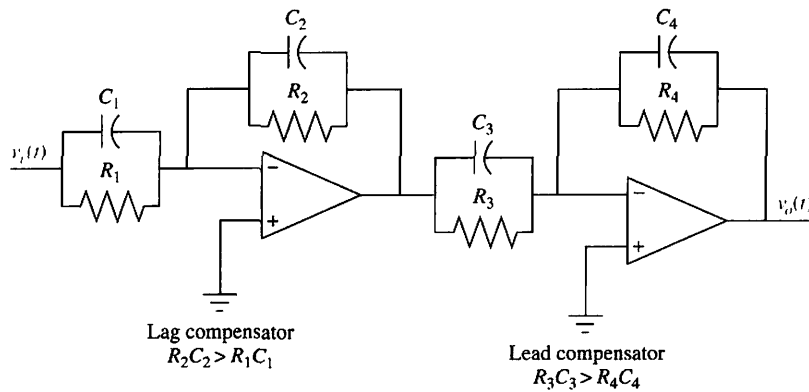 C₂
C₄
R₂
R₄
C₁
C₃
vᵢ(t)
R₁
R₃
−
−
vₒ(t)
+
+
Lag compensator
R₂C₂ > R₁C₁
Lead compensator
R₃C₃ > R₄C₄